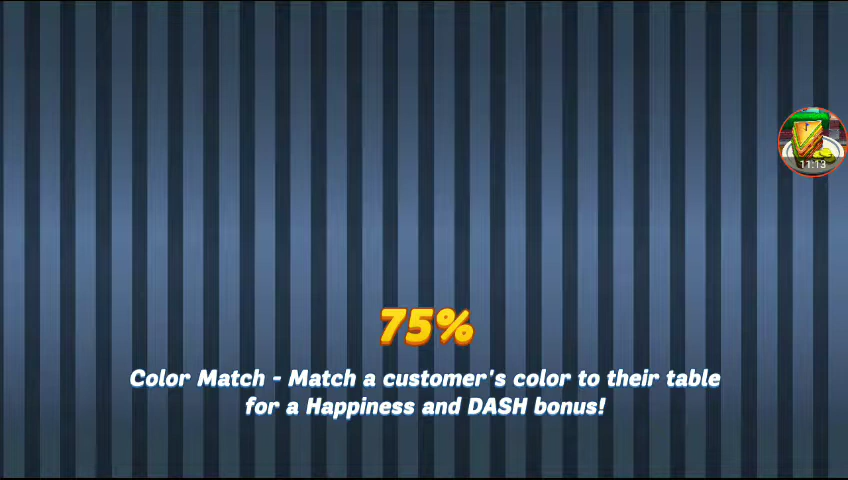 11:13
75%
Color Match - Match a customer's color to their table
for a Happiness and DASH bonus!